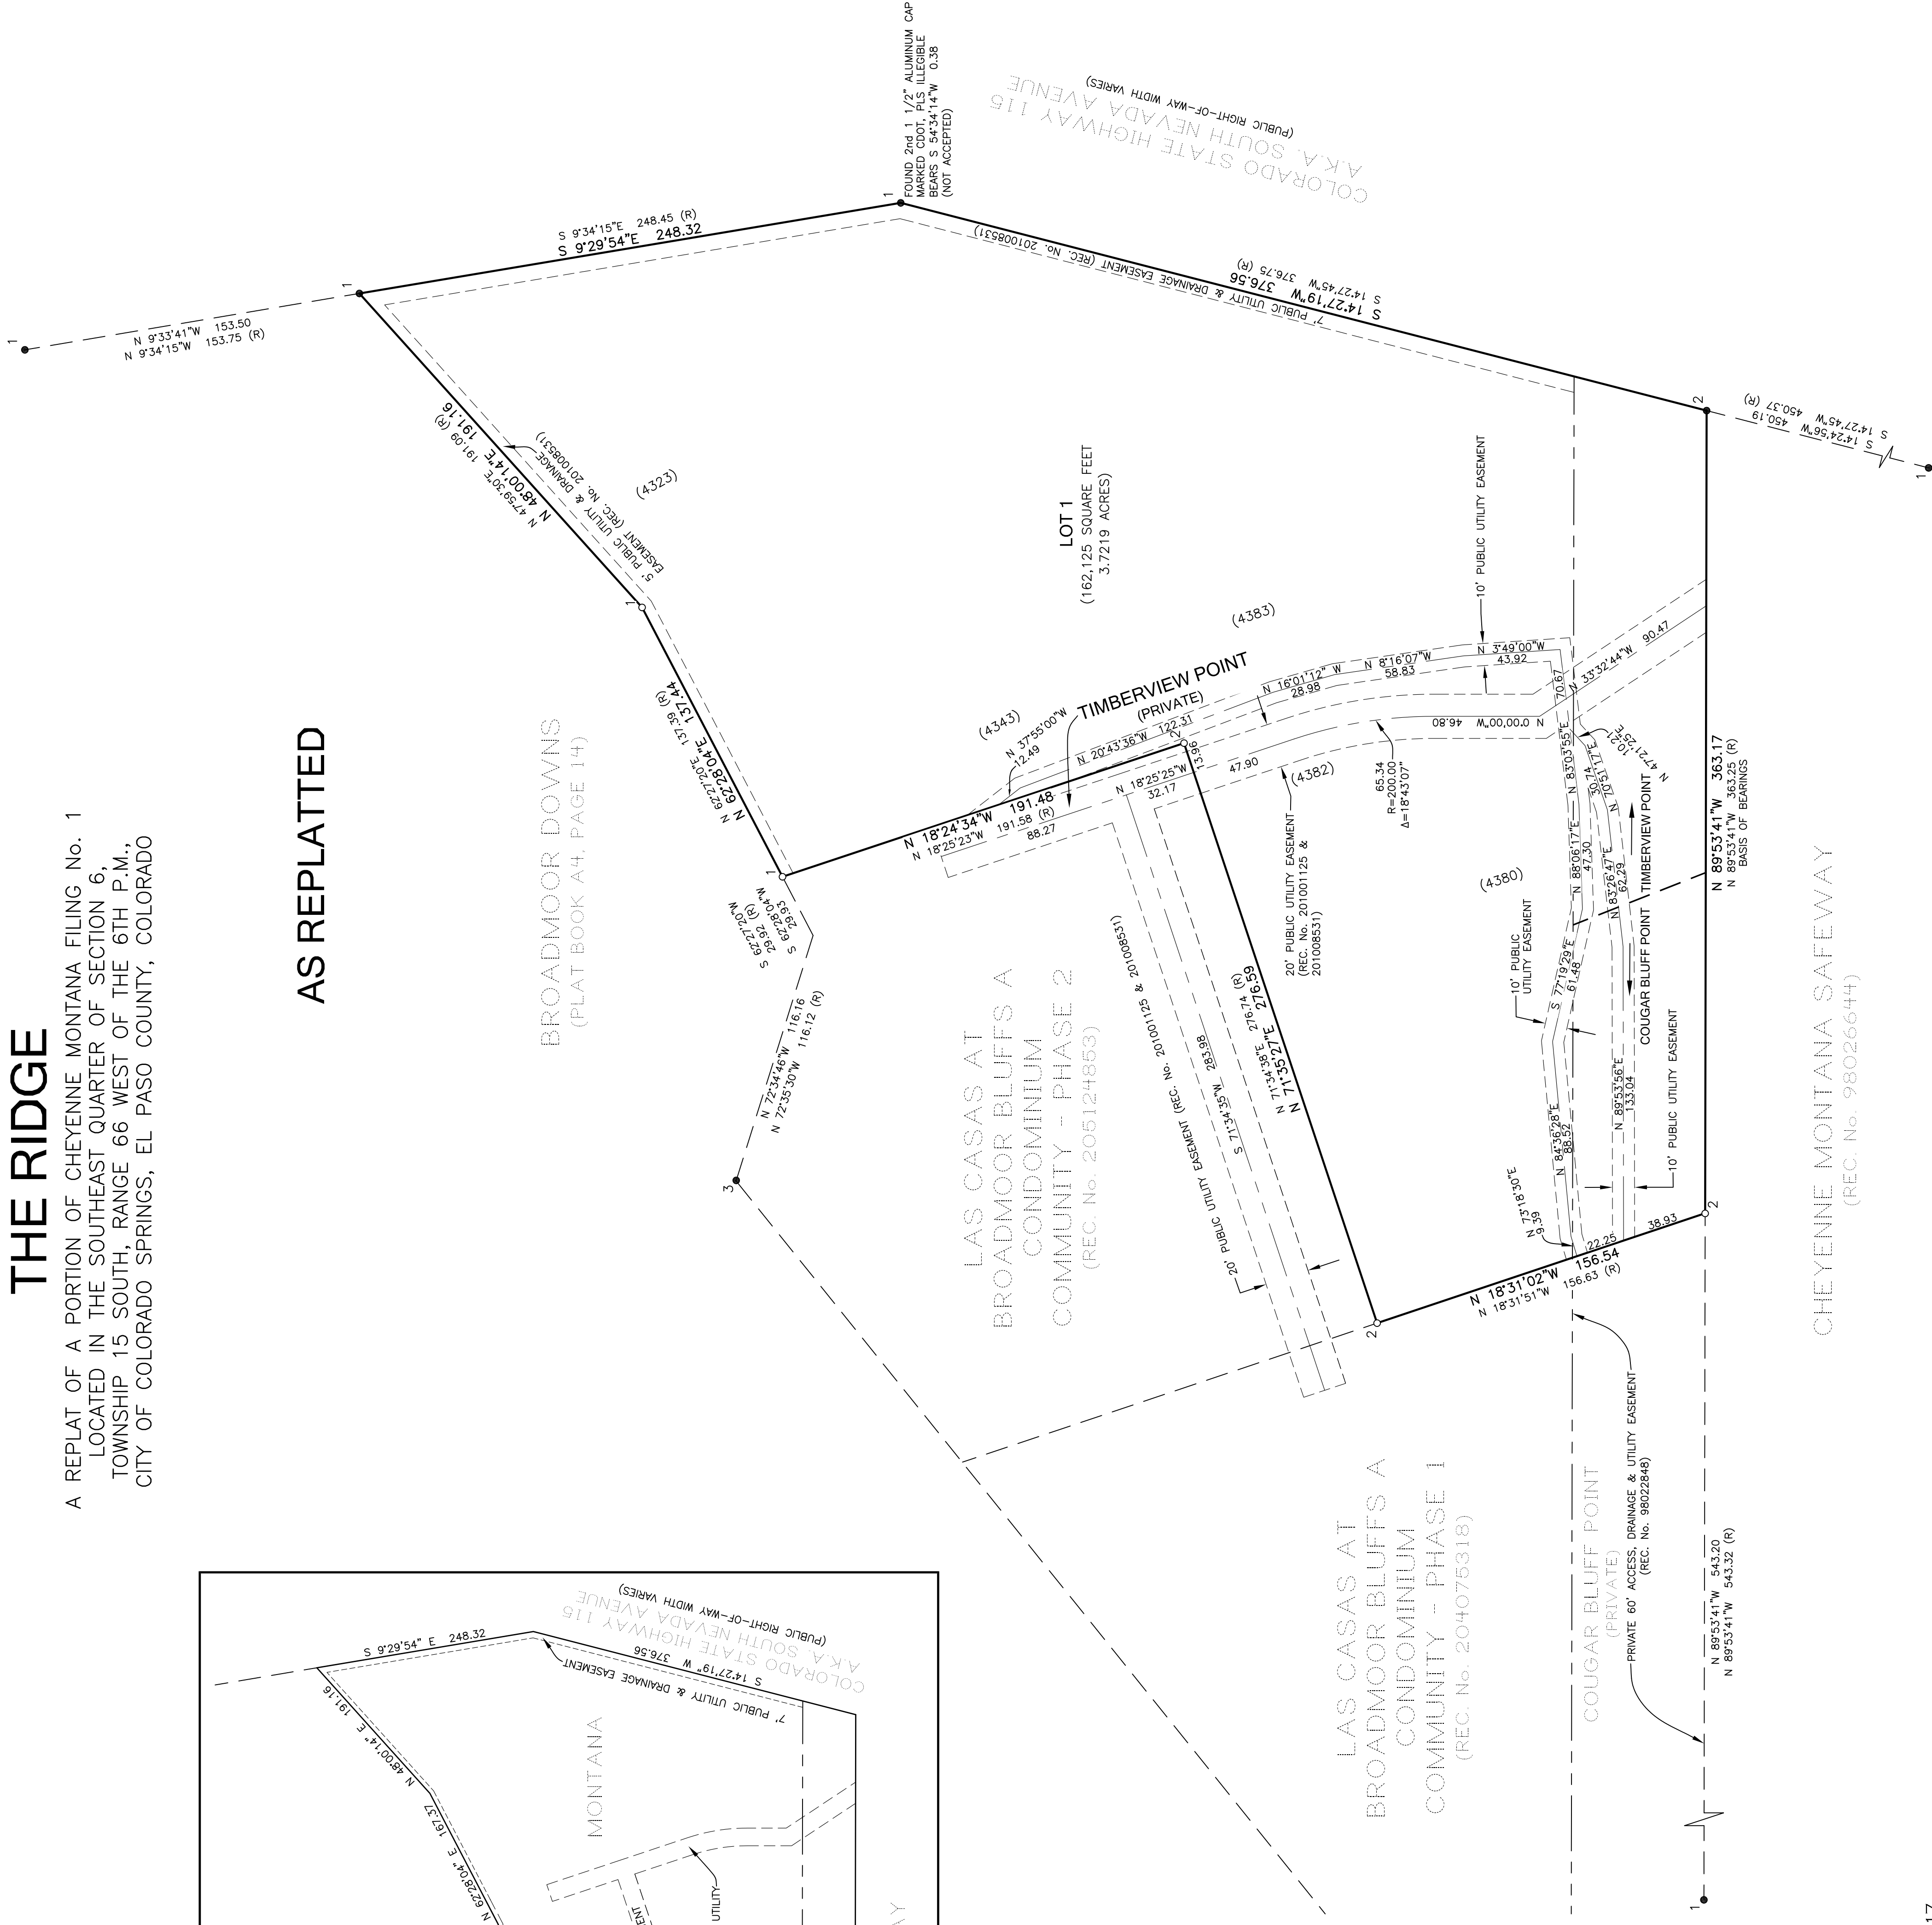 THE RIDGE
A REPLAT OF A PORTION OF CHEYENNE MONTANA FILING No. 1
LOCATED IN THE SOUTHEAST QUARTER OF SECTION 6,
TOWNSHIP 15 SOUTH, RANGE 66 WEST OF THE 6TH P.M.,
CITY OF COLORADO SPRINGS, EL PASO COUNTY, COLORADO
AS REPLATTED
1
N 9°33'41"W 153.50
N 9°34'15"W 153.75 (R)
1
S 9°34'15"E 248.45 (R)
S 9°29'54"E 248.32
1
FOUND 2nd 1 1/2" ALUMINUM CAP
MARKED CDOT, PLS ILLEGIBLE
BEARS S 54°34'14"W 0.38
(NOT ACCEPTED)
COLORADO STATE HIGHWAY 115
A.K.A. SOUTH NEVADA AVENUE
(PUBLIC RIGHT-OF-WAY WIDTH VARIES)
7' PUBLIC UTILITY & DRAINAGE EASEMENT (REC. No. 201008531)
S 14°27'19"W 376.56
S 14°27'45"W 376.75 (R)
2
S 14°24'56"W 450.19
S 14°27'45"W 450.37 (R)
1
N 47°59'30"E 191.09 (R)
N 48°00'14"E 191.16
5' PUBLIC UTILITY & DRAINAGE
EASEMENT (REC. No. 201008531)
(4323)
1
N 62°27'20"E 137.39 (R)
N 62°28'04"E 137.44
1
S 62°27'20"W
29.92 (R)
S 62°28'04"W
29.93
BROADMOOR DOWNS
(PLAT BOOK A4, PAGE 14)
3
N 72°34'46"W 116.16
N 72°35'30"W 116.12 (R)
LOT 1
(162,125 SQUARE FEET
3.7219 ACRES)
(4343)
TIMBERVIEW POINT
(PRIVATE)
(4383)
N 37°55'00"W
12.49
N 20°43'36"W 122.31
N 16°01'12" W
28.98
N 8°16'07"W
58.83
N 3°49'00"W
43.92
10' PUBLIC UTILITY EASEMENT
N 18°24'34"W 191.48
N 18°25'23"W 191.58 (R)
88.27
N 18°25'25"W
32.17
2
13.96
47.90
(4382)
65.34
R=200.00
Δ=18°43'07"
N 0°00'00"W 46.80
N 33°32'44"W 90.47
70.67
N 83°03'55"E
N 47°21'25"E
10.21
N 70°51'17"E
30.74
N 88°06'17"E
47.30
N 83°26'47"E
62.29
(4380)
COUGAR BLUFF POINT TIMBERVIEW POINT
10' PUBLIC
UTILITY EASEMENT
S 77°19'29"E
61.48
N 89°53'56"E
133.04
N 84°36'28"E
88.52
10' PUBLIC UTILITY EASEMENT
N 73°18'30"E
9.39
22.25
38.93
2
N 89°53'41"W 363.17
N 89°53'41"W 363.25 (R)
BASIS OF BEARINGS
20' PUBLIC UTILITY EASEMENT
(REC. No. 201001125 &
201008531)
N 71°34'38"E 276.74 (R)
N 71°35'27"E 276.59
S 71°34'35"W 283.98
20' PUBLIC UTILITY EASEMENT (REC. No. 201001125 & 201008531)
2
N 18°31'02"W 156.54
N 18°31'51"W 156.63 (R)
LAS CASAS AT
BROADMOOR BLUFFS A
CONDOMINIUM
COMMUNITY - PHASE 2
(REC. No. 205124853)
LAS CASAS AT
BROADMOOR BLUFFS A
CONDOMINIUM
COMMUNITY - PHASE 1
(REC. No. 204075318)
COUGAR BLUFF POINT
(PRIVATE)
PRIVATE 60' ACCESS, DRAINAGE & UTILITY EASEMENT
(REC. No. 98022848)
N 89°53'41"W 543.20
N 89°53'41"W 543.32 (R)
1
CHEYENNE MONTANA SAFEWAY
(REC. No. 98026644)
S 9°29'54" E 248.32
COLORADO STATE HIGHWAY 115
A.K.A. SOUTH NEVADA AVENUE
(PUBLIC RIGHT-OF-WAY WIDTH VARIES)
S 14°27'19" W 376.56
7' PUBLIC UTILITY & DRAINAGE EASEMENT
N 48°00'14" E 191.16
N 62°28'04" E 167.37
MONTANA
UTILITY